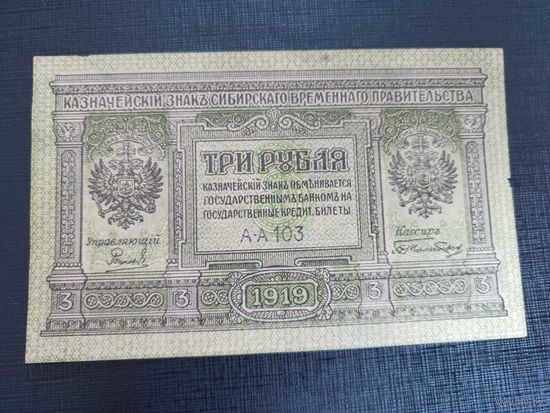 КАЗНАЧЕЙСКІЙ ЗНАКЪ СИБИРСКАГО ВРЕМЕННАГО ПРАВИТЕЛЬСТВА
ТРИ РУБЛЯ
КАЗНАЧЕЙСКІЙ ЗНАКЪ ОБМѢНИВАЕТСЯ
ГОСУДАРСТВЕННЫМЪ БАНКОМЪ НА
ГОСУДАРСТВЕННЫЕ КРЕДИТ. БИЛЕТЫ.
А-А 103
Управляющій
Кассиръ
3 3 3 3
1919